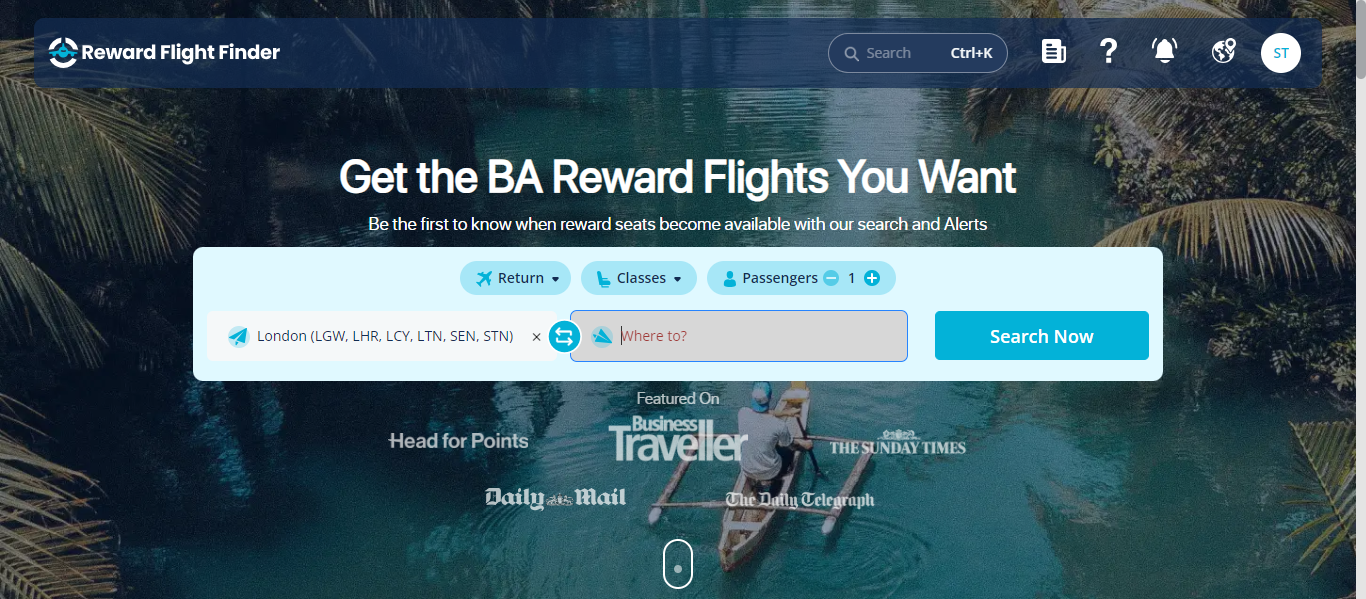 Reward Flight Finder
Search Ctrl+K
ST
Get the BA Reward Flights You Want
Be the first to know when reward seats become available with our search and Alerts
Return
Classes
Passengers 1
London (LGW, LHR, LCY, LTN, SEN, STN) ×
Where to?
Search Now
Featured On
Head for Points
Business
Traveller
THE SUNDAY TIMES
Daily Mail
The Daily Telegraph